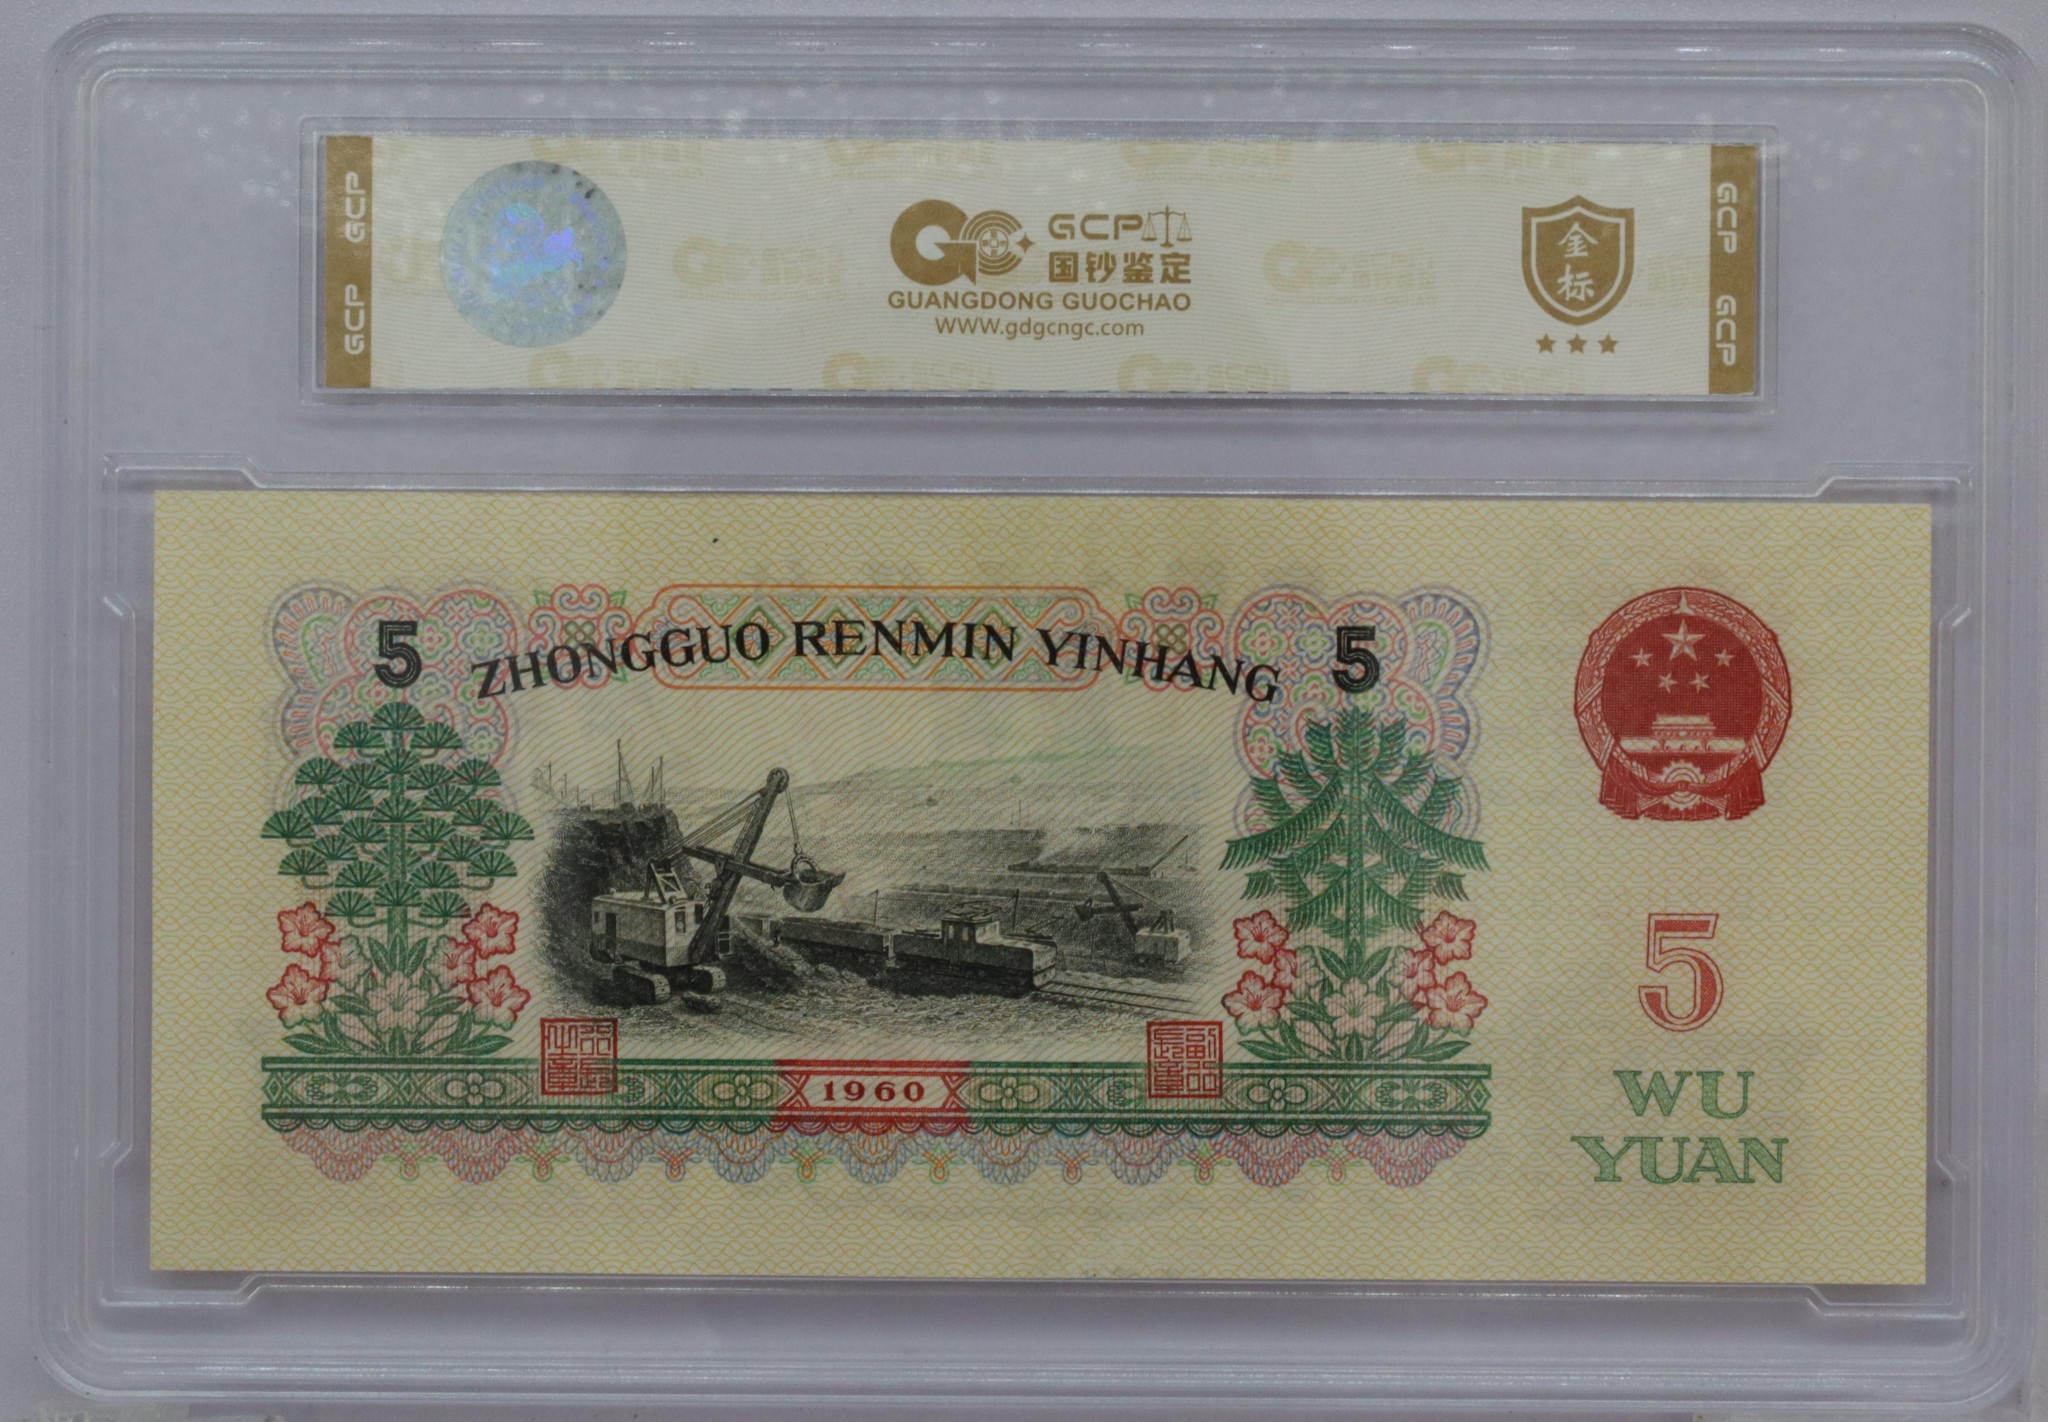 GCP GCP
GCP
国钞鉴定
GUANGDONG GUOCHAO
WWW.gdgcngc.com
金标
GCP GCP
5
ZHONGGUO RENMIN YINHANG
5
1960
5
WU
YUAN